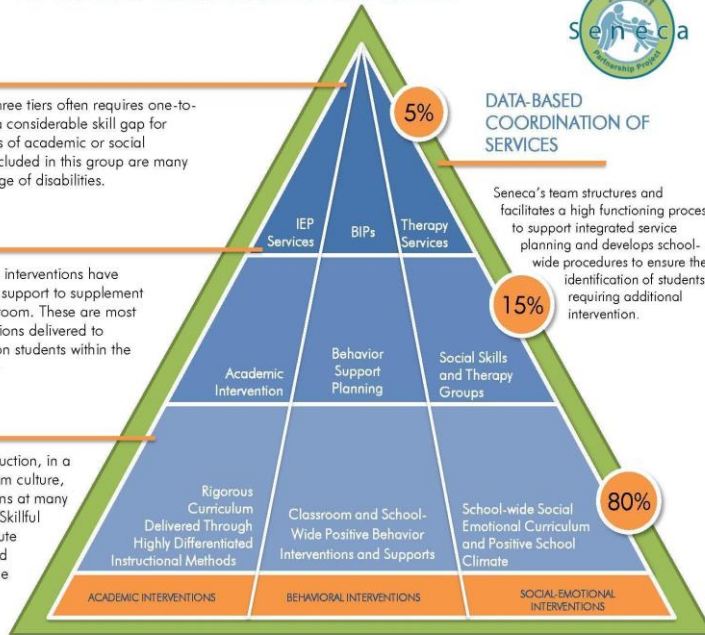 Seneca
Partnership Project
hree tiers often requires one-to-
a considerable skill gap for
s of academic or social
cluded in this group are many
ge of disabilities.
5%
DATA-BASED
COORDINATION OF
SERVICES
Seneca's team structures and
facilitates a high functioning proces
to support integrated service
planning and develops school-
wide procedures to ensure the
identification of students
requiring additional
intervention.
IEP
Services
BIPs
Therapy
Services
interventions have
support to supplement
room. These are most
ions delivered to
on students within the
15%
Academic
Intervention
Behavior
Support
Planning
Social Skills
and Therapy
Groups
uction, in a
m culture,
ns at many
Skillful
ute
d
e
80%
Rigorous
Curriculum
Delivered Through
Highly Differentiated
Instructional Methods
Classroom and School-
Wide Positive Behavior
Interventions and Supports
School-wide Social
Emotional Curriculum
and Positive School
Climate
ACADEMIC INTERVENTIONS
BEHAVIORAL INTERVENTIONS
SOCIAL-EMOTIONAL
INTERVENTIONS